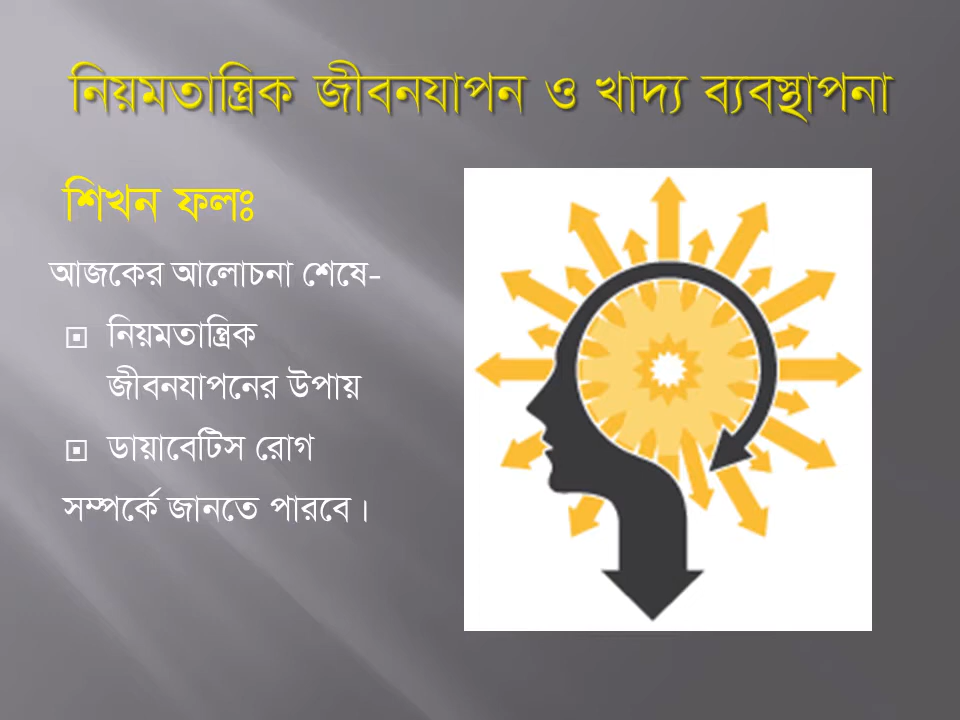 নিয়মতান্ত্রিক জীবনযাপন ও খাদ্য ব্যবস্থাপনা
শিখন ফলঃ
আজকের আলোচনা শেষে-
নিয়মতান্ত্রিক
জীবনযাপনের উপায়
ডায়াবেটিস রোগ
সম্পর্কে জানতে পারবে।